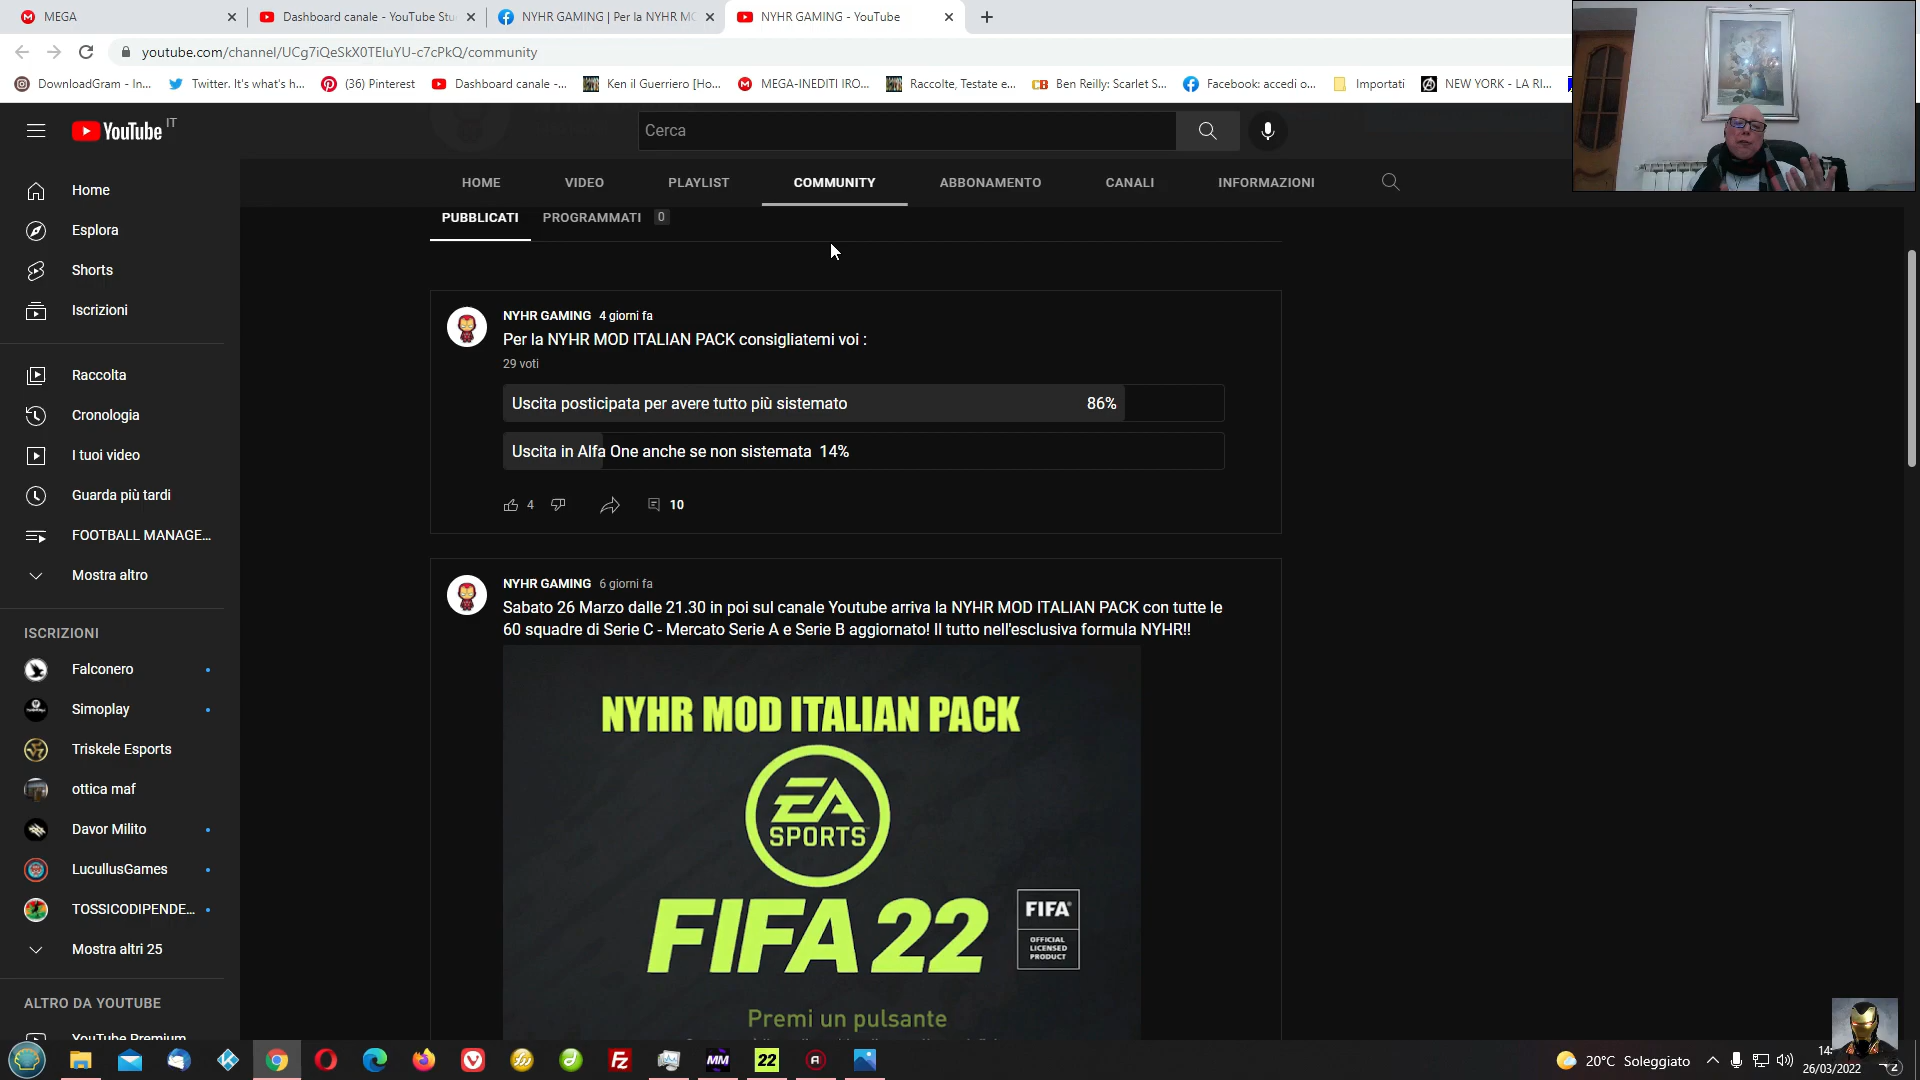 MEGA
Dashboard canale - YouTube Stu
NYHR GAMING | Per la NYHR MO
NYHR GAMING - YouTube
youtube.com/channel/UCg7iQeSkX0TEIuYU-c7cPkQ/community
DownloadGram - In...
Twitter. It's what's h...
(36) Pinterest
Dashboard canale -...
Ken il Guerriero [Ho...
MEGA-INEDITI IRO...
Raccolte, Testate e...
Ben Reilly: Scarlet S...
Facebook: accedi o...
Importati
NEW YORK - LA RI...
YouTube IT
Cerca
HOME
VIDEO
PLAYLIST
COMMUNITY
ABBONAMENTO
CANALI
INFORMAZIONI
PUBBLICATI
PROGRAMMATI 0
Home
Esplora
Shorts
Iscrizioni
Raccolta
Cronologia
I tuoi video
Guarda più tardi
FOOTBALL MANAGE...
Mostra altro
ISCRIZIONI
Falconero
Simoplay
Triskele Esports
ottica maf
Davor Milito
LucullusGames
TOSSICODIPENDE...
Mostra altri 25
ALTRO DA YOUTUBE
YouTube Premium
NYHR GAMING 4 giorni fa
Per la NYHR MOD ITALIAN PACK consigliatemi voi :
29 voti
Uscita posticipata per avere tutto più sistemato 86%
Uscita in Alfa One anche se non sistemata 14%
4
10
NYHR GAMING 6 giorni fa
Sabato 26 Marzo dalle 21.30 in poi sul canale Youtube arriva la NYHR MOD ITALIAN PACK con tutte le
60 squadre di Serie C - Mercato Serie A e Serie B aggiornato! Il tutto nell'esclusiva formula NYHR!!
NYHR MOD ITALIAN PACK
EA
SPORTS™
FIFA 22
FIFA®
OFFICIAL
LICENSED
PRODUCT
Premi un pulsante
MM
22
20°C Soleggiato
14:
26/03/2022
2